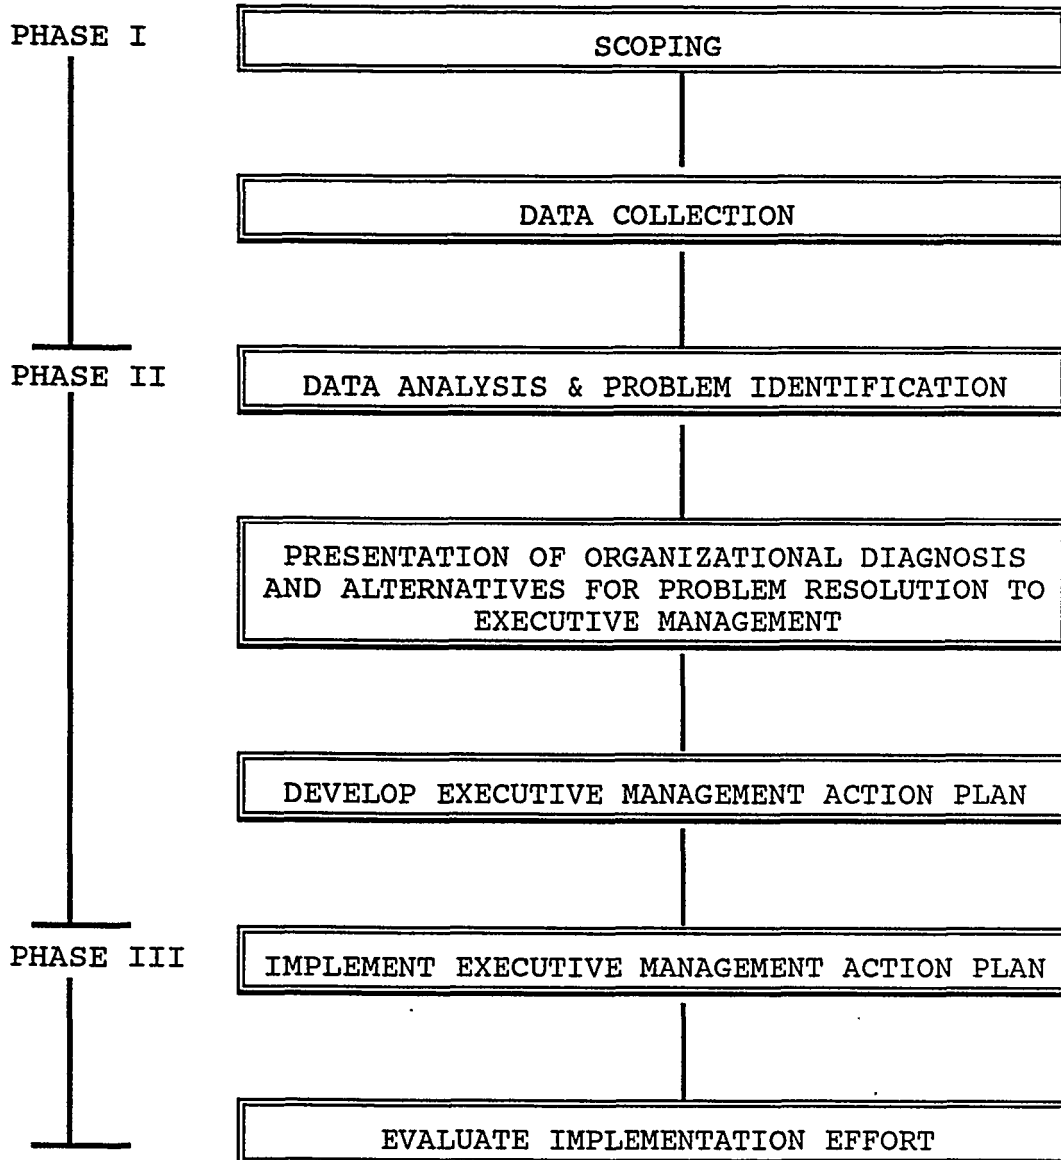 PHASE I
SCOPING
DATA COLLECTION
PHASE II
DATA ANALYSIS & PROBLEM IDENTIFICATION
PRESENTATION OF ORGANIZATIONAL DIAGNOSIS
AND ALTERNATIVES FOR PROBLEM RESOLUTION TO
EXECUTIVE MANAGEMENT
DEVELOP EXECUTIVE MANAGEMENT ACTION PLAN
PHASE III
IMPLEMENT EXECUTIVE MANAGEMENT ACTION PLAN
EVALUATE IMPLEMENTATION EFFORT